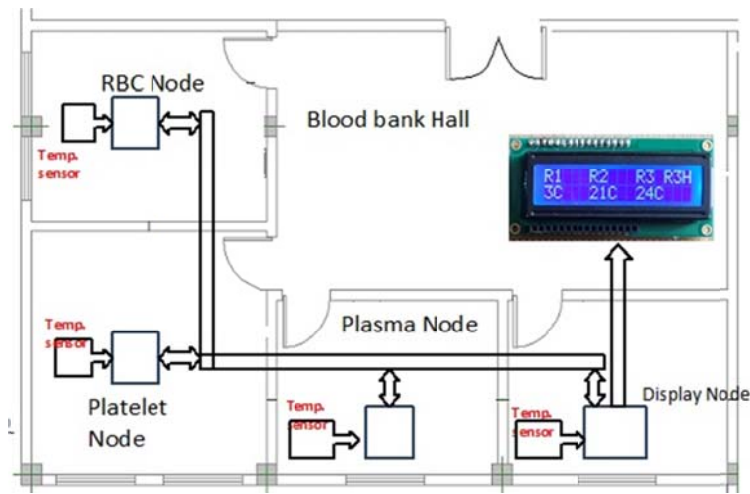 RBC Node
Temp.
sensor
Blood bank Hall
R1 R2 R3 R3H
3C 21C 24C
Temp.
sensor
Plasma Node
Platelet
Node
Temp.
sensor
Temp.
sensor
Display Node